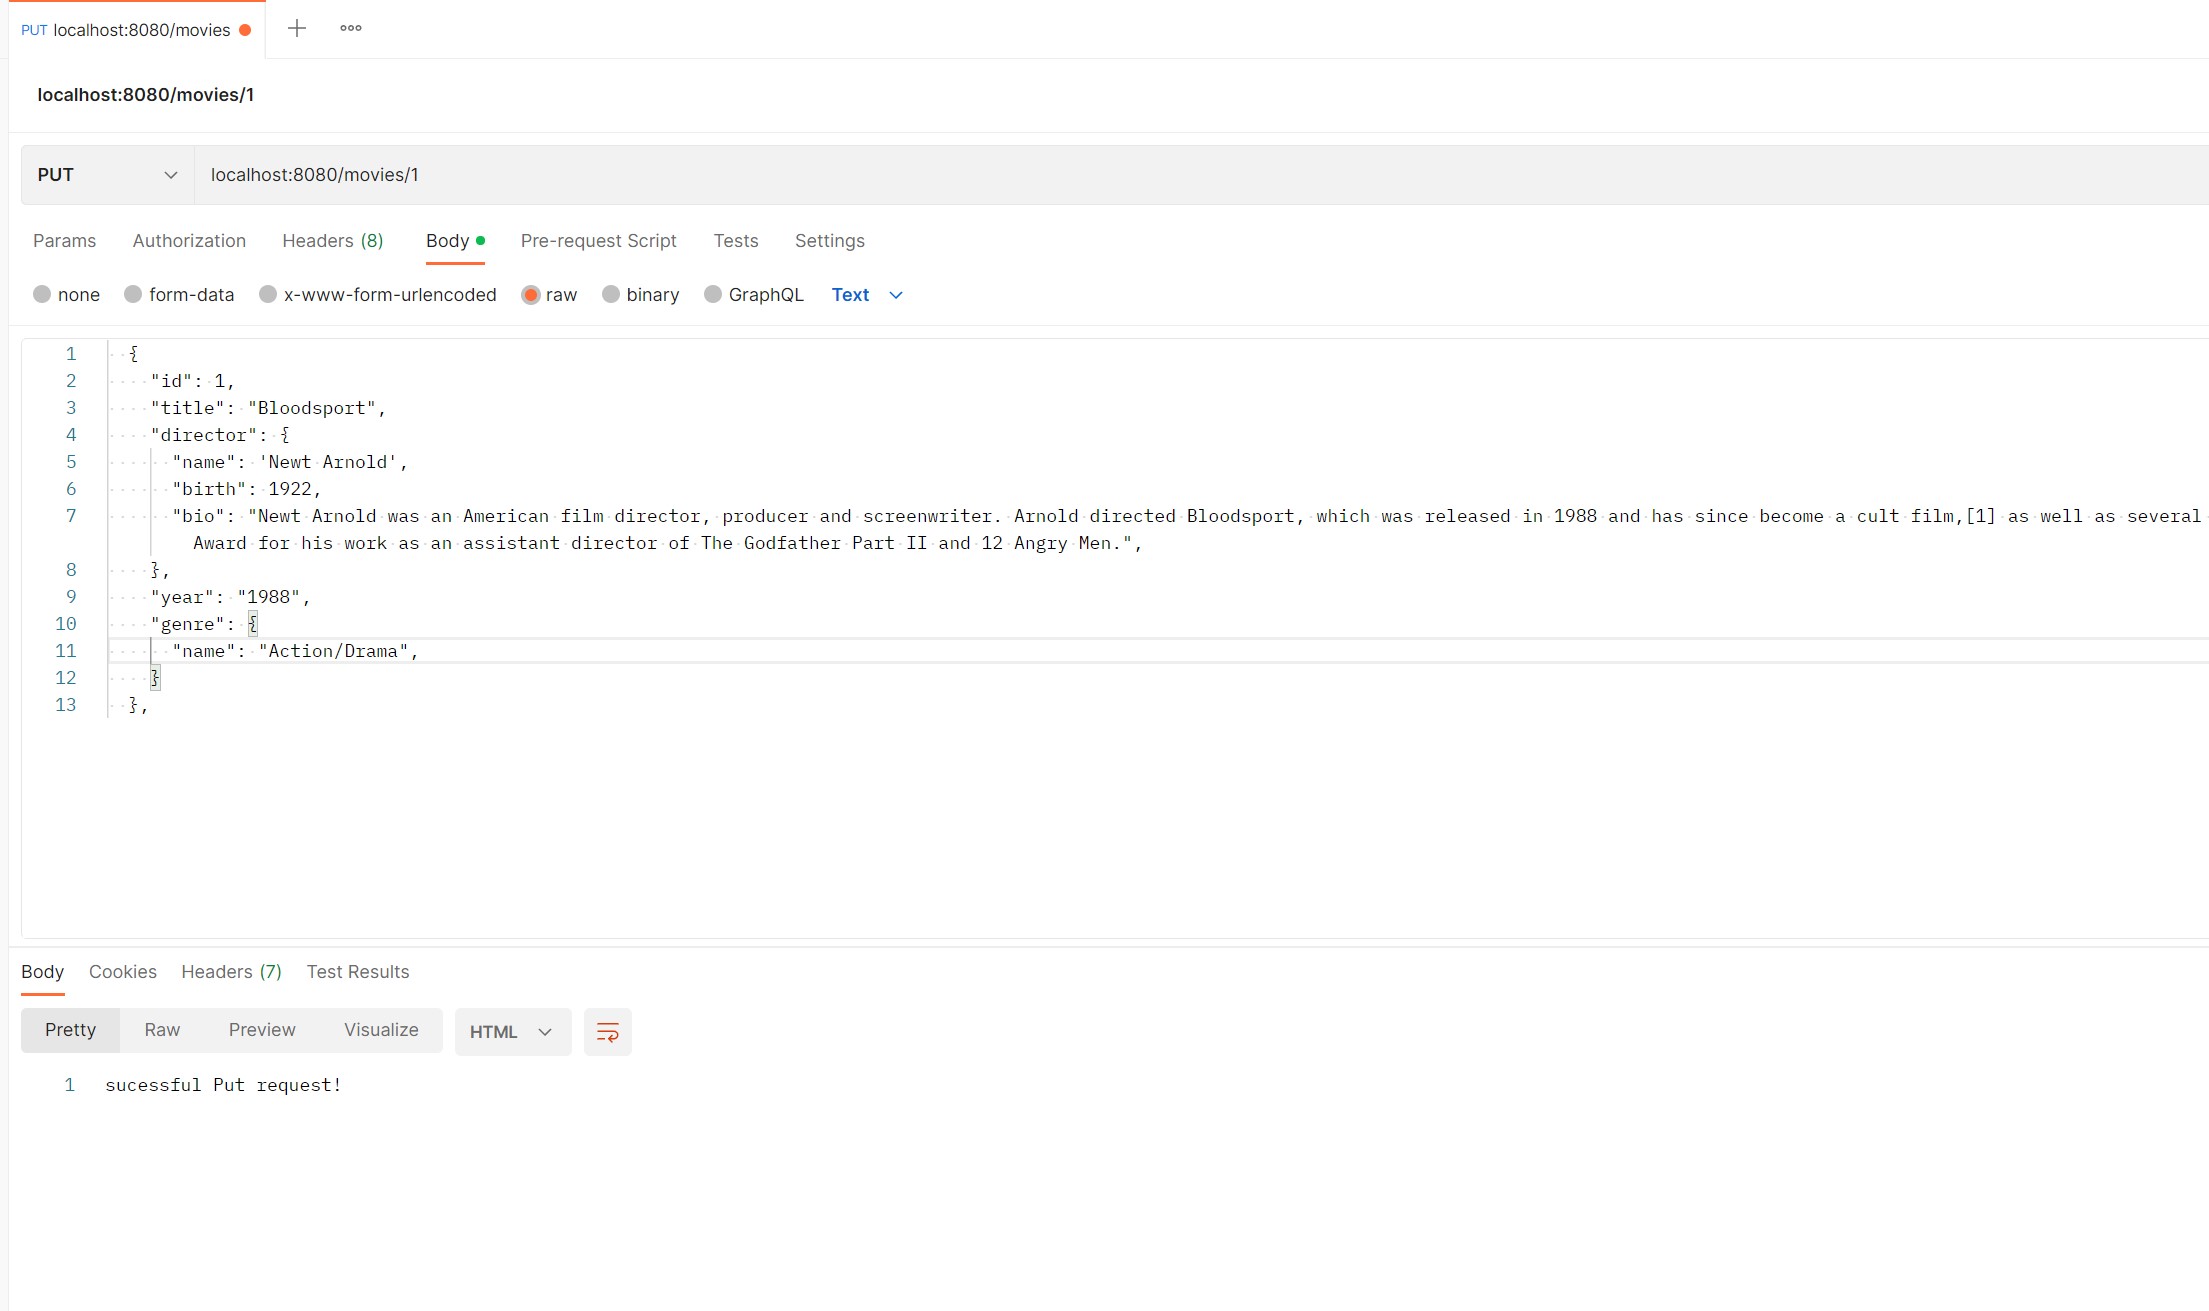 PUT localhost:8080/movies
localhost:8080/movies/1
PUT localhost:8080/movies/1
Params Authorization Headers (8) Body Pre-request Script Tests Settings
none form-data x-www-form-urlencoded raw binary GraphQL Text
1 {
2 "id": 1,
3 "title": "Bloodsport",
4 "director": {
5 "name": 'Newt Arnold',
6 "birth": 1922,
7 "bio": "Newt Arnold was an American film director, producer and screenwriter. Arnold directed Bloodsport, which was released in 1988 and has since become a cult film,[1] as well as several
Award for his work as an assistant director of The Godfather Part II and 12 Angry Men.",
8 },
9 "year": "1988",
10 "genre": {
11 "name": "Action/Drama",
12 }
13 },
Body Cookies Headers (7) Test Results
Pretty Raw Preview Visualize HTML
1 sucessful Put request!